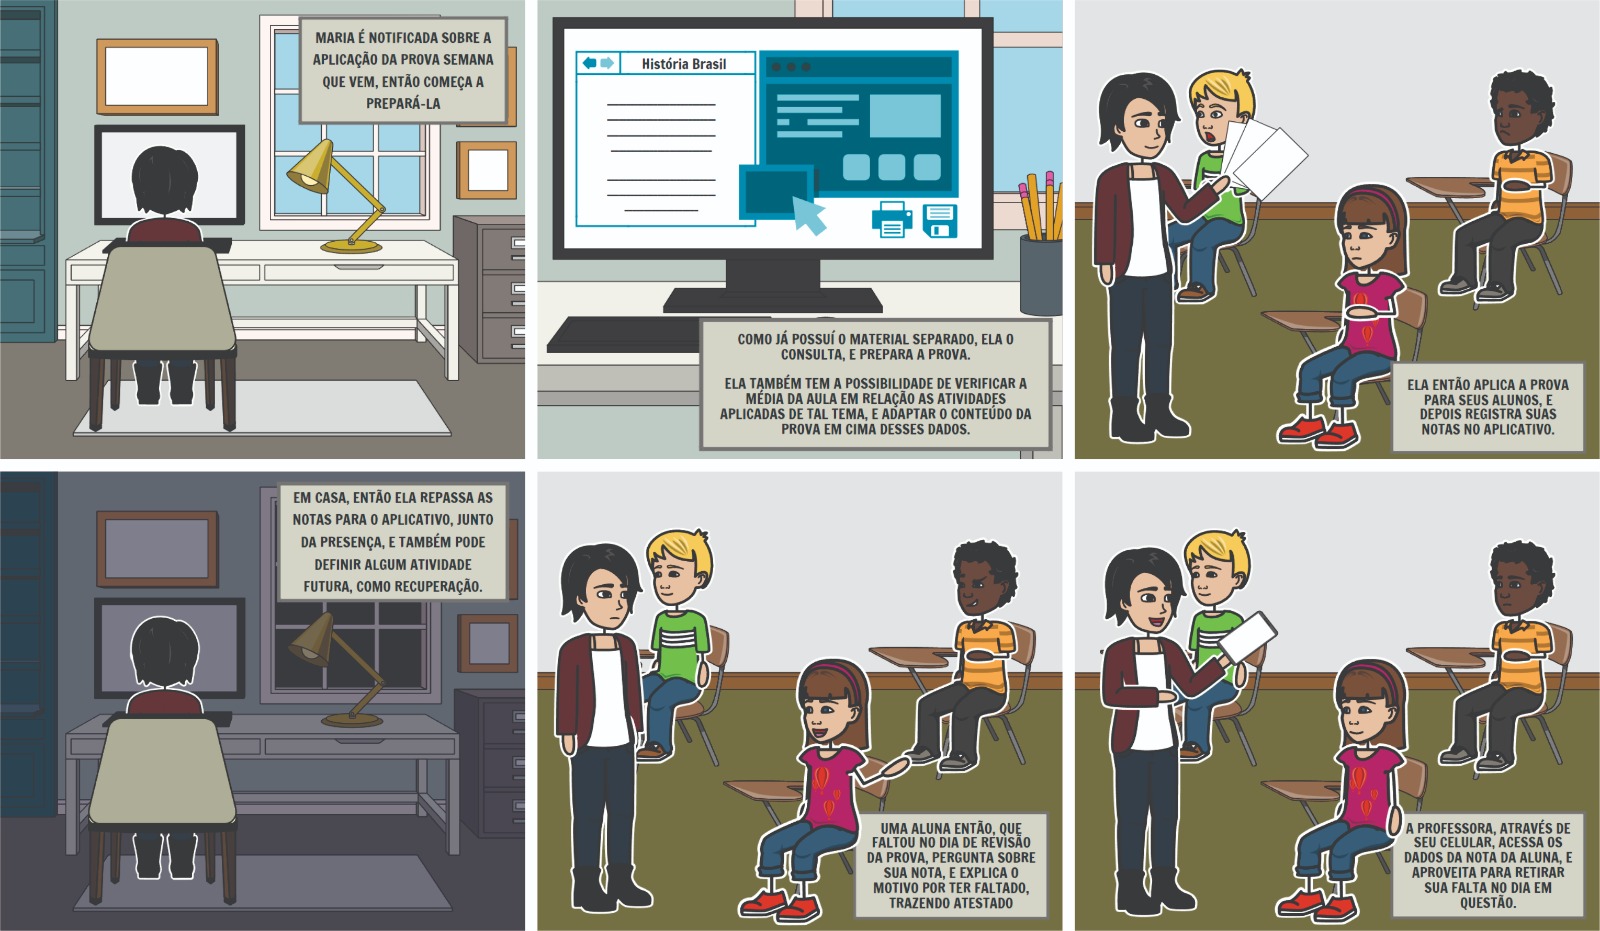 MARIA É NOTIFICADA SOBRE A
APLICAÇÃO DA PROVA SEMANA
QUE VEM, ENTÃO COMEÇA A
PREPARÁ-LA
História Brasil
COMO JÁ POSSUÍ O MATERIAL SEPARADO, ELA O
CONSULTA, E PREPARA A PROVA.
ELA TAMBÉM TEM A POSSIBILIDADE DE VERIFICAR A
MÉDIA DA AULA EM RELAÇÃO AS ATIVIDADES
APLICADAS DE TAL TEMA, E ADAPTAR O CONTEÚDO DA
PROVA EM CIMA DESSES DADOS.
ELA ENTÃO APLICA A PROVA
PARA SEUS ALUNOS, E
DEPOIS REGISTRA SUAS
NOTAS NO APLICATIVO.
EM CASA, ENTÃO ELA REPASSA AS
NOTAS PARA O APLICATIVO, JUNTO
DA PRESENÇA, E TAMBÉM PODE
DEFINIR ALGUM ATIVIDADE
FUTURA, COMO RECUPERAÇÃO.
UMA ALUNA ENTÃO, QUE
FALTOU NO DIA DE REVISÃO
DA PROVA, PERGUNTA SOBRE
SUA NOTA, E EXPLICA O
MOTIVO POR TER FALTADO,
TRAZENDO ATESTADO
A PROFESSORA, ATRAVÉS DE
SEU CELULAR, ACESSA OS
DADOS DA NOTA DA ALUNA, E
APROVEITA PARA RETIRAR
SUA FALTA NO DIA EM
QUESTÃO.